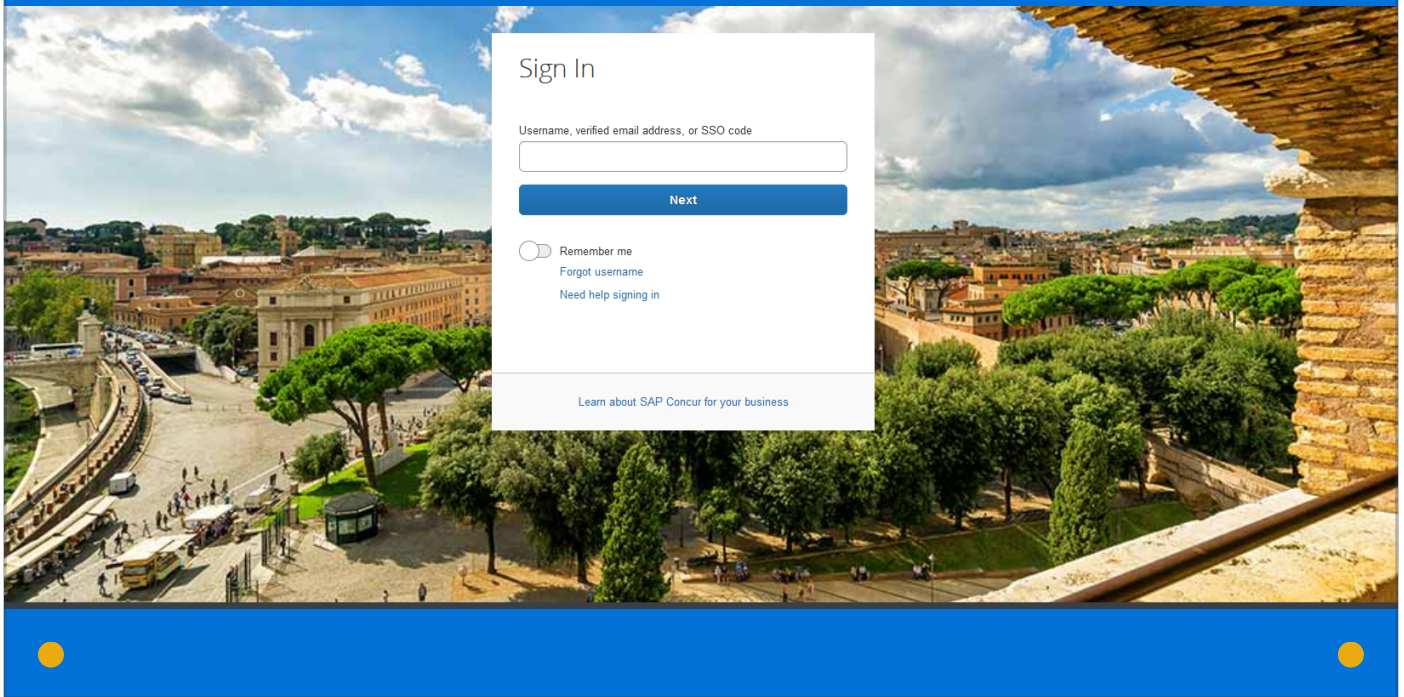 Sign In
Username, verified email address, or SSO code
Next
Remember me
Forgot username
Need help signing in
Learn about SAP Concur for your business